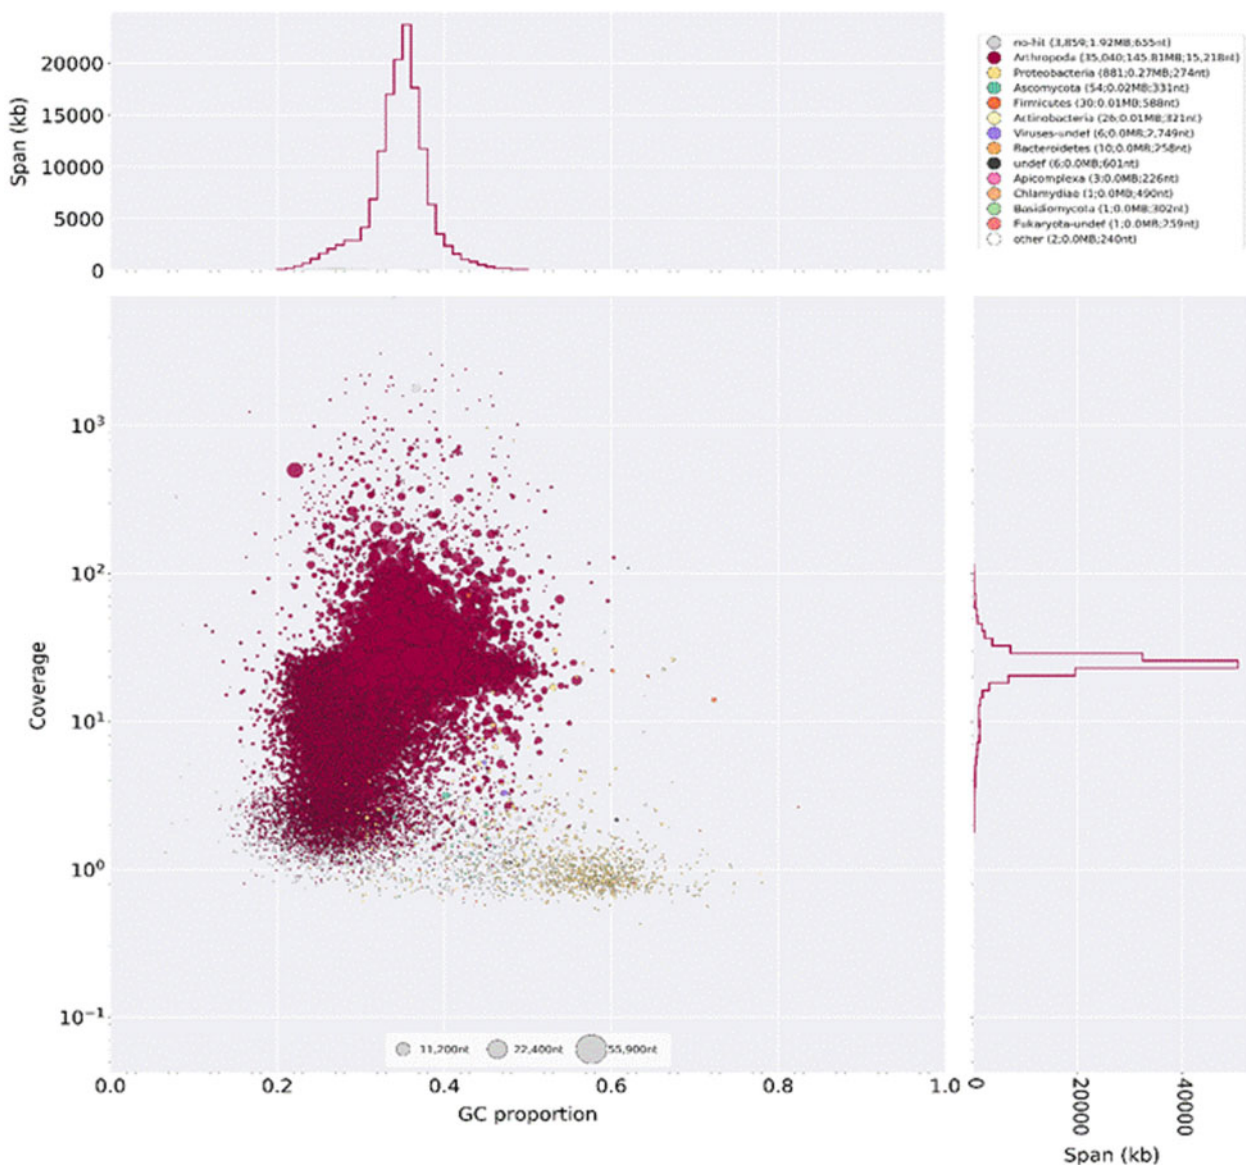 Span (kb)
20000
15000
10000
5000
0
no-hit (3,859;1.92MB;655nt)
Arthropoda (35,040;145.81MB;15,218nt)
Proteobacteria (881;0.27MB;274nt)
Ascomycota (54;0.02MB;331nt)
Firmicutes (30;0.01MB;588nt)
Actinobacteria (26;0.01MB;321nt)
Viruses-undef (6;0.0MB;2,749nt)
Bacteroidetes (10;0.0MB;258nt)
undef (6;0.0MB;601nt)
Apicomplexa (3;0.0MB;226nt)
Chlamydiae (1;0.0MB;490nt)
Basidiomycota (1;0.0MB;302nt)
Eukaryota-undef (1;0.0MB;259nt)
other (2;0.0MB;240nt)
Coverage
10³
10²
10¹
10⁰
10⁻¹
11,200nt 22,400nt 55,900nt
0.0 0.2 0.4 0.6 0.8 1.0
GC proportion
0 20000 40000
Span (kb)